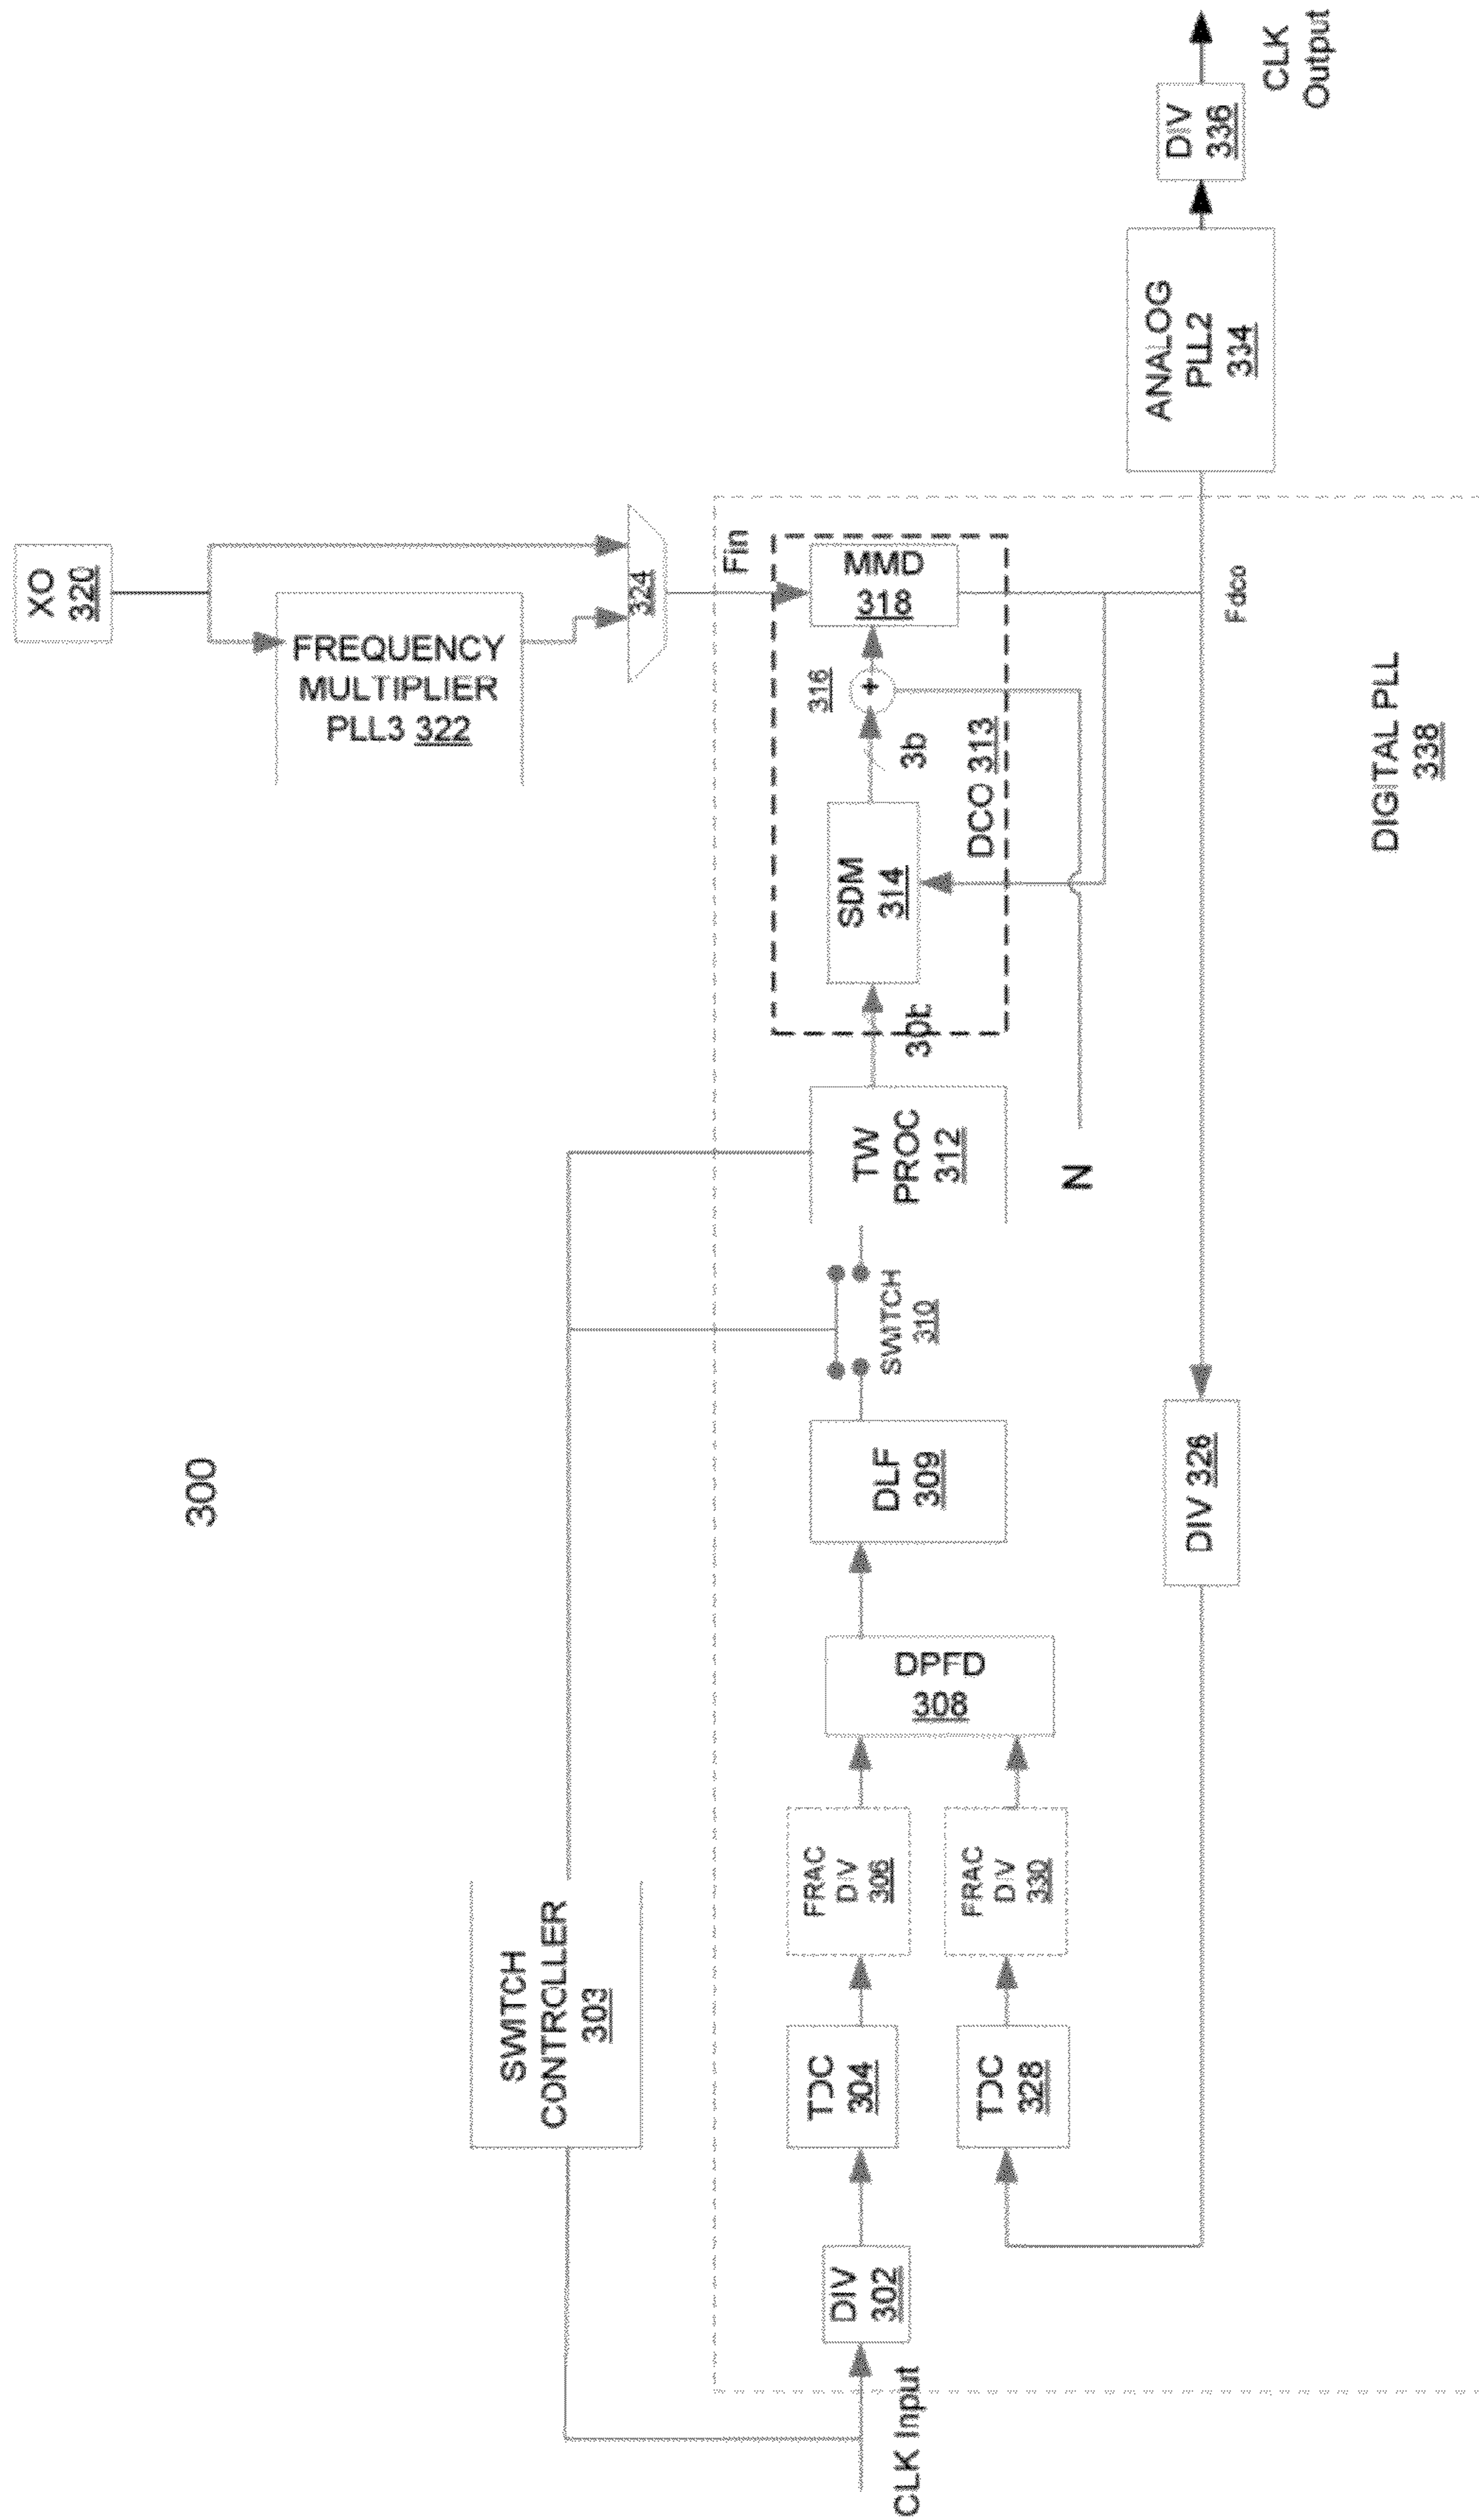 300
XO
320
FREQUENCY
MULTIPLIER
PLL3 322
324
SWITCH
CONTROLLER
303
Fin
CLK Input
DIV
302
TDC
304
FRAC
DIV
306
DPFD
308
DLF
309
SWITCH
310
TW
PROC
312
30b
SDM
314
3b
316
+
MMD
318
DCO 313
N
TDC
328
FRAC
DIV
330
DIV 326
Fdco
ANALOG
PLL2
334
DIV
336
CLK
Output
DIGITAL PLL
338